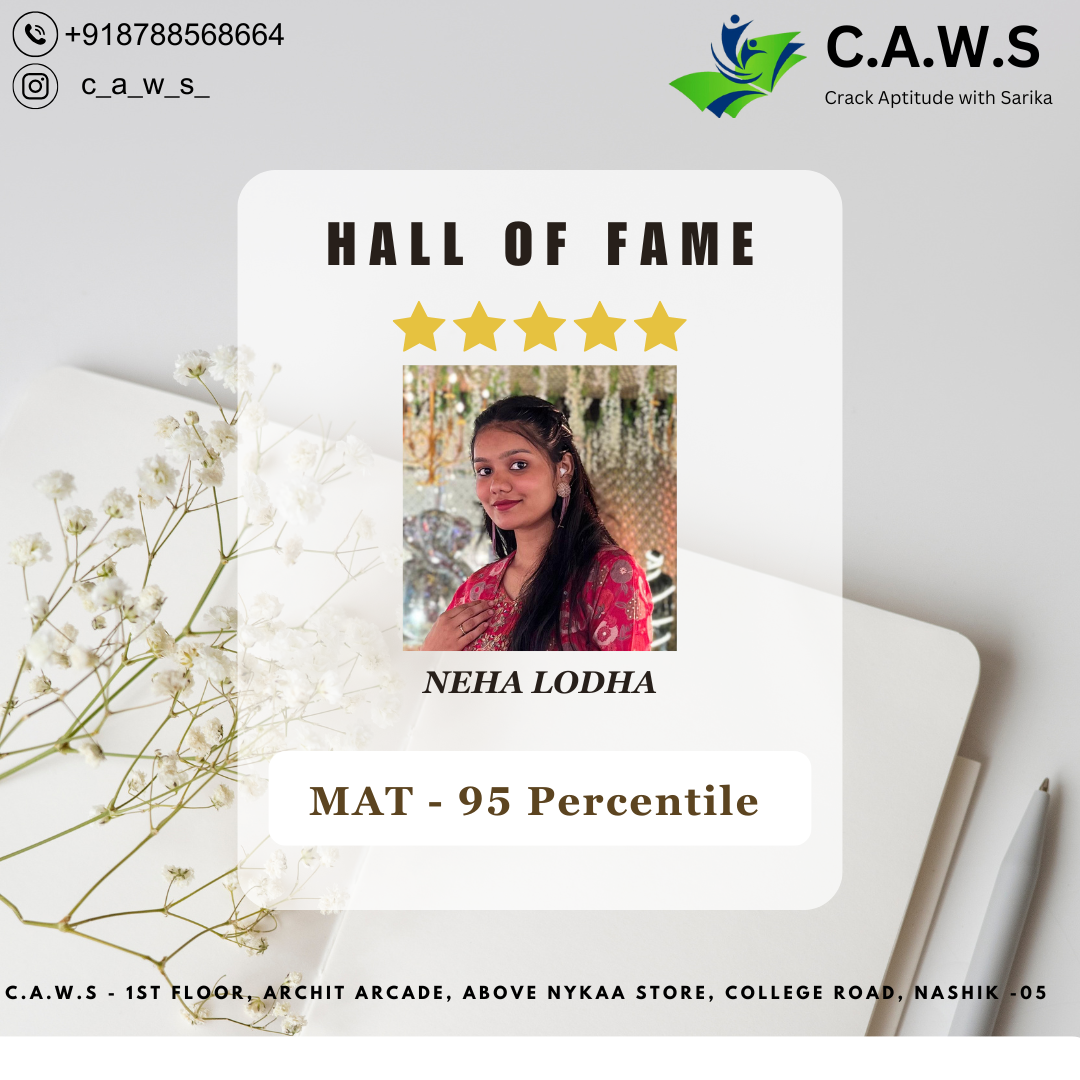 +918788568664
c_a_w_s_
C.A.W.S
Crack Aptitude with Sarika
HALL OF FAME
NEHA LODHA
MAT - 95 Percentile
C.A.W.S - 1ST FLOOR, ARCHIT ARCADE, ABOVE NYKAA STORE, COLLEGE ROAD, NASHIK -05